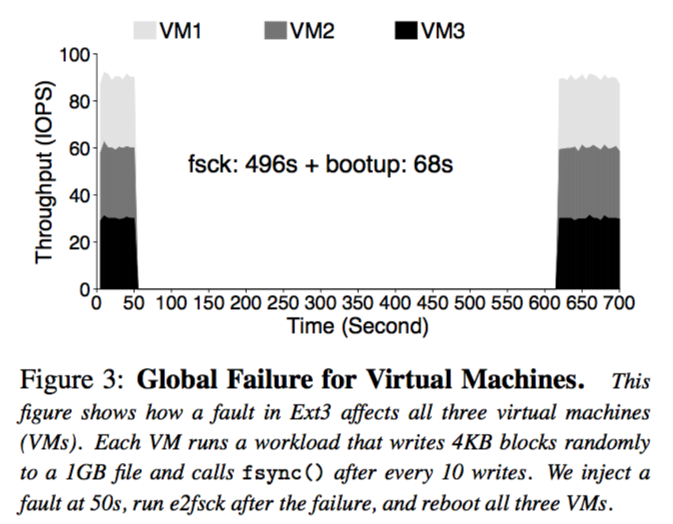 VM1 VM2 VM3
100
80
60
40
20
0
Throughput (IOPS)
fsck: 496s + bootup: 68s
0 50 100 150 200 250 300 350 400 450 500 550 600 650 700
Time (Second)
Figure 3: Global Failure for Virtual Machines. This
figure shows how a fault in Ext3 affects all three virtual machines
(VMs). Each VM runs a workload that writes 4KB blocks randomly
to a 1GB file and calls fsync() after every 10 writes. We inject a
fault at 50s, run e2fsck after the failure, and reboot all three VMs.